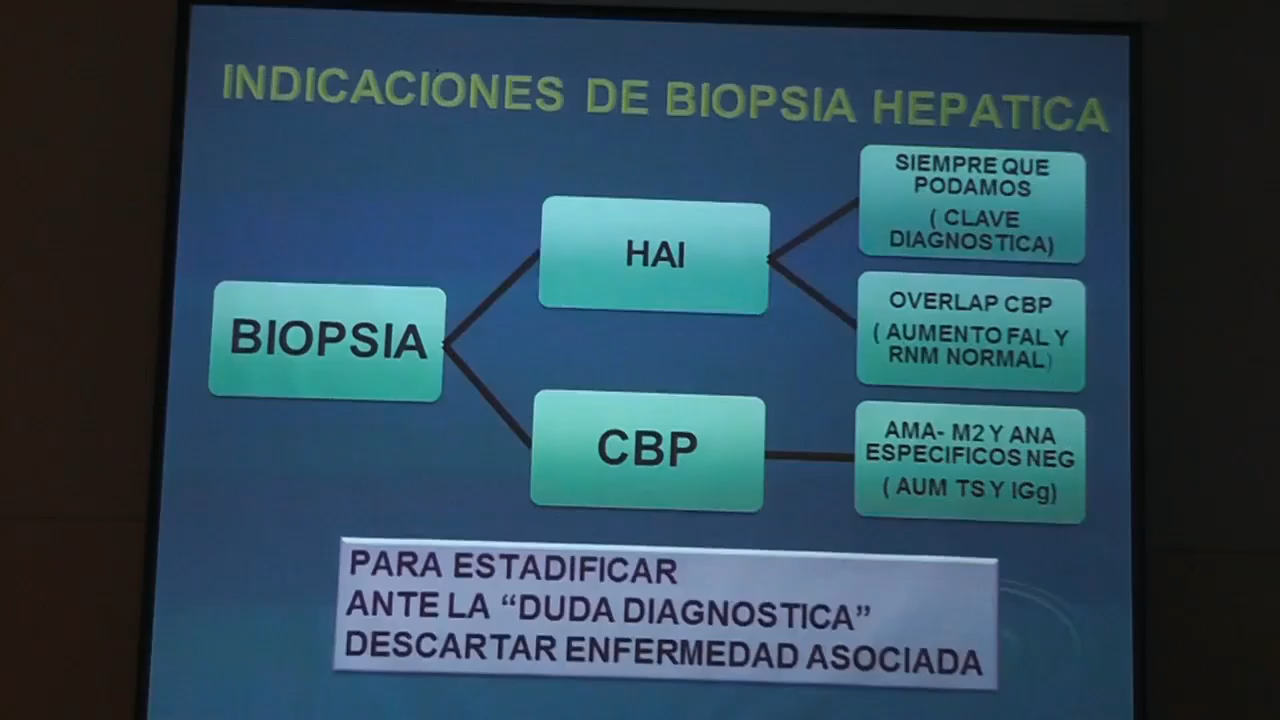 INDICACIONES DE BIOPSIA HEPATICA
BIOPSIA
HAI
SIEMPRE QUE
PODAMOS
( CLAVE
DIAGNOSTICA)
OVERLAP CBP
( AUMENTO FAL Y
RNM NORMAL)
CBP
AMA- M2 Y ANA
ESPECIFICOS NEG
( AUM TS Y IGg)
PARA ESTADIFICAR
ANTE LA “DUDA DIAGNOSTICA”
DESCARTAR ENFERMEDAD ASOCIADA